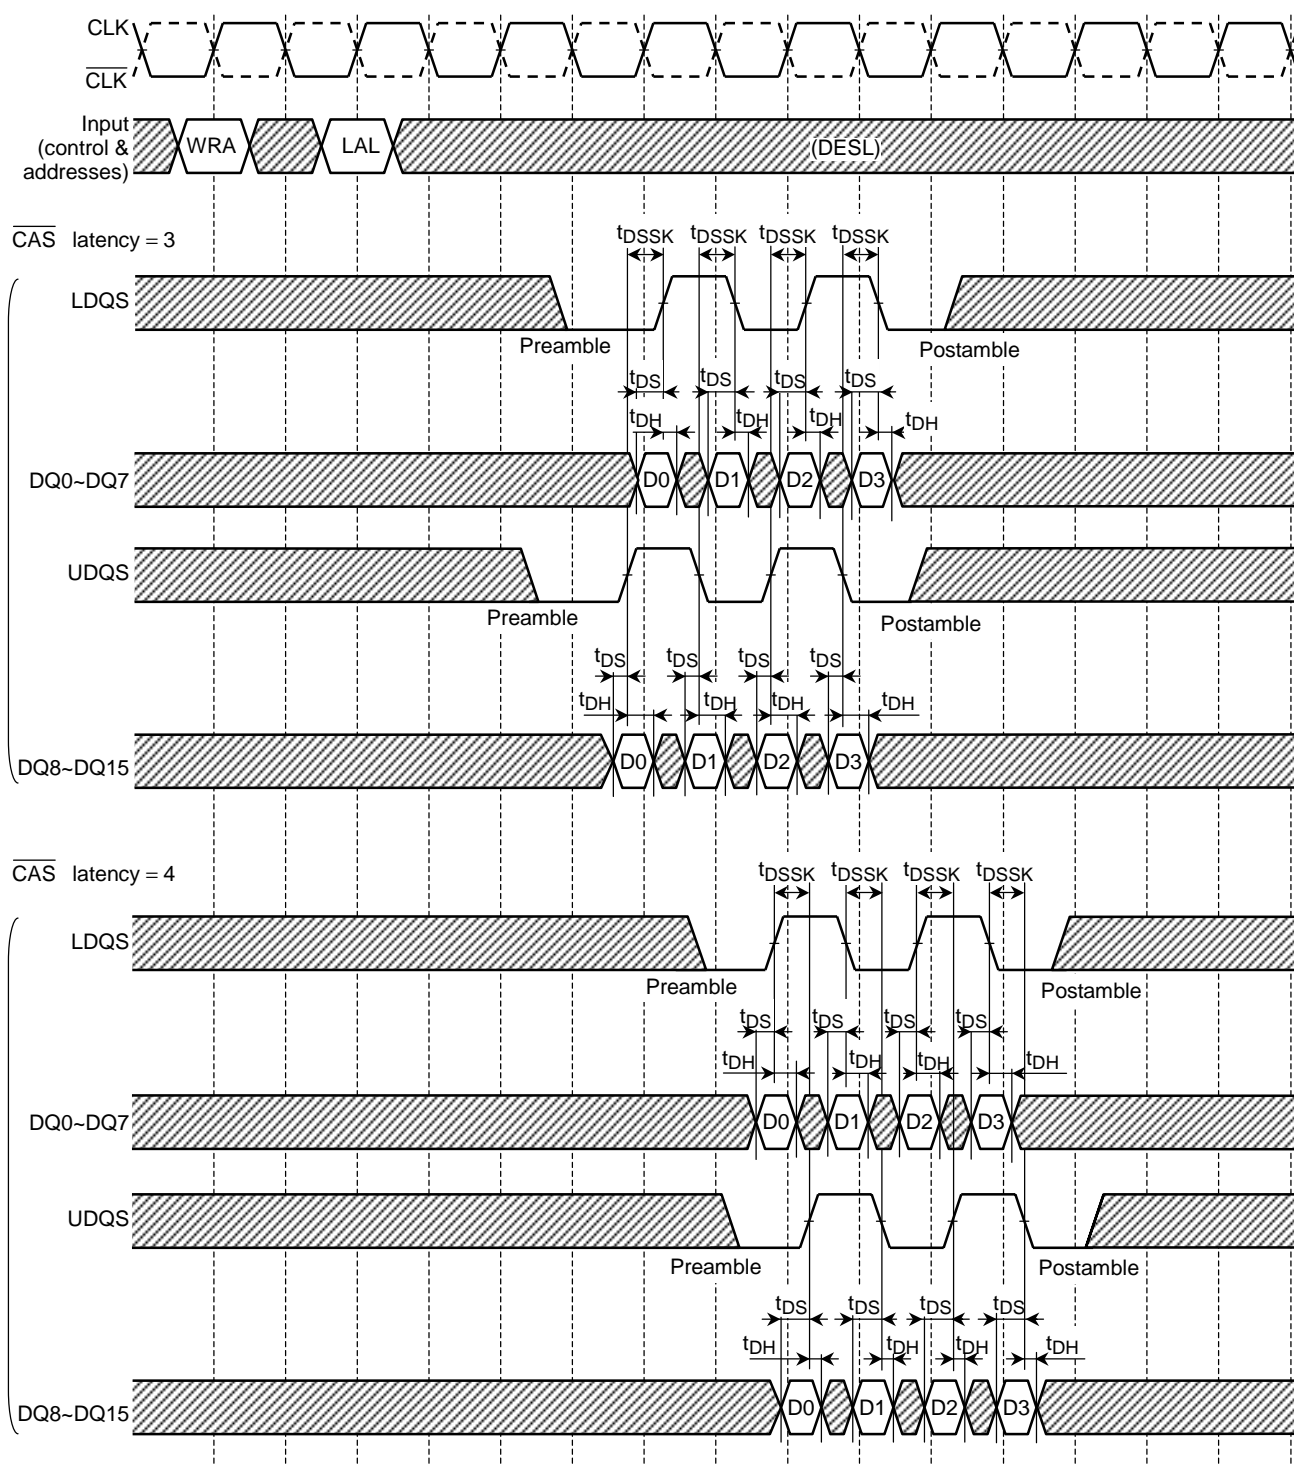 CLK
CLK
Input
(control &
addresses)
WRA
LAL
(DESL)
CAS latency = 3
tDSSK tDSSK tDSSK tDSSK
LDQS
Preamble
Postamble
tDS tDS tDS tDS
tDH tDH tDH tDH
DQ0~DQ7
D0 D1 D2 D3
UDQS
Preamble
Postamble
tDS tDS tDS tDS
tDH tDH tDH tDH
DQ8~DQ15
D0 D1 D2 D3
CAS latency = 4
tDSSK tDSSK tDSSK tDSSK
LDQS
Preamble
Postamble
tDS tDS tDS tDS
tDH tDH tDH tDH
DQ0~DQ7
D0 D1 D2 D3
UDQS
Preamble
Postamble
tDS tDS tDS tDS
tDH tDH tDH tDH
DQ8~DQ15
D0 D1 D2 D3